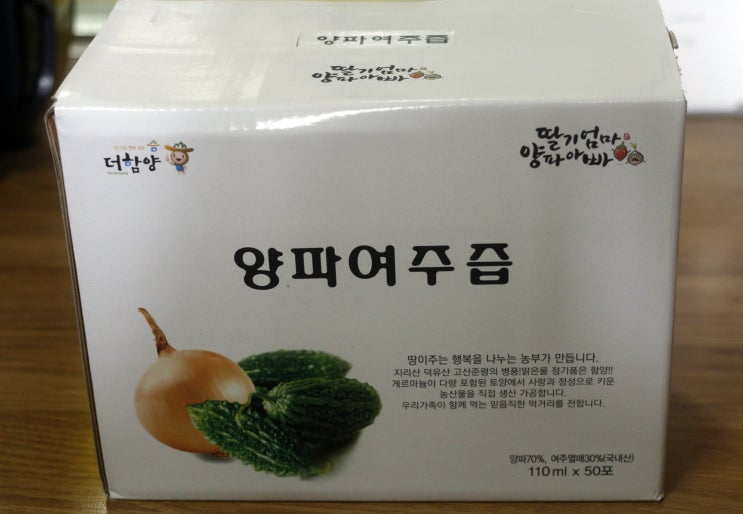 양파여주즙
딸기엄마
양파아빠
더함양
딸기엄마
양파아빠
양파여주즙
땅이주는 행복을 나누는 농부가 만듭니다.
지리산 덕유산 고산준령의 병풍!맑은물 정기품은 함양!!
게르마늄이 다량 포함된 토양에서 사랑과 정성으로 키운
농산물을 직접 생산 가공합니다.
우리가족이 함께 먹는 믿음직한 먹거리를 전합니다.
양파70%, 여주열매30%(국내산)
110ml x 50포